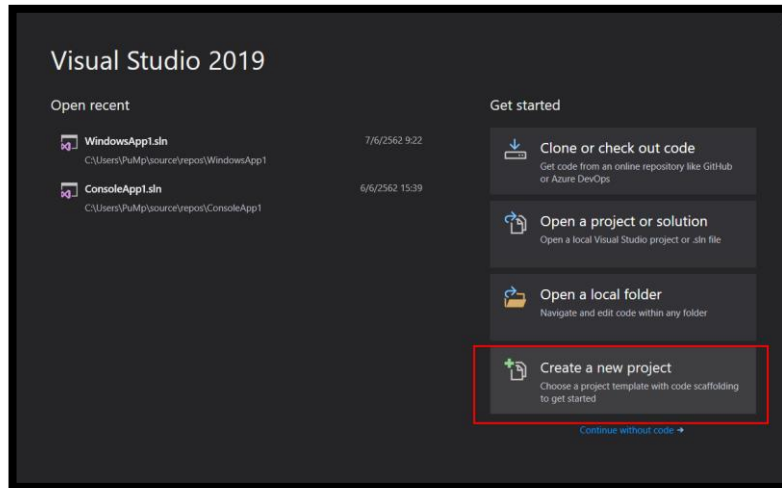 Visual Studio 2019
Open recent
WindowsApp1.sln 7/6/2562 9:22
C:\Users\PuMp\source\repos\WindowsApp1
ConsoleApp1.sln 6/6/2562 15:39
C:\Users\PuMp\source\repos\ConsoleApp1
Get started
Clone or check out code
Get code from an online repository like GitHub
or Azure DevOps
Open a project or solution
Open a local Visual Studio project or .sln file
Open a local folder
Navigate and edit code within any folder
Create a new project
Choose a project template with code scaffolding
to get started
Continue without code →